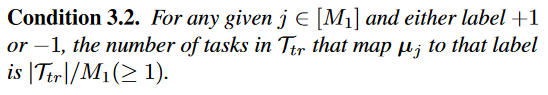 Condition 3.2. For any given j ∈ [M₁] and either label +1
or −1, the number of tasks in 𝒯ₜᵣ that map μⱼ to that label
is |𝒯ₜᵣ|/M₁(≥ 1).